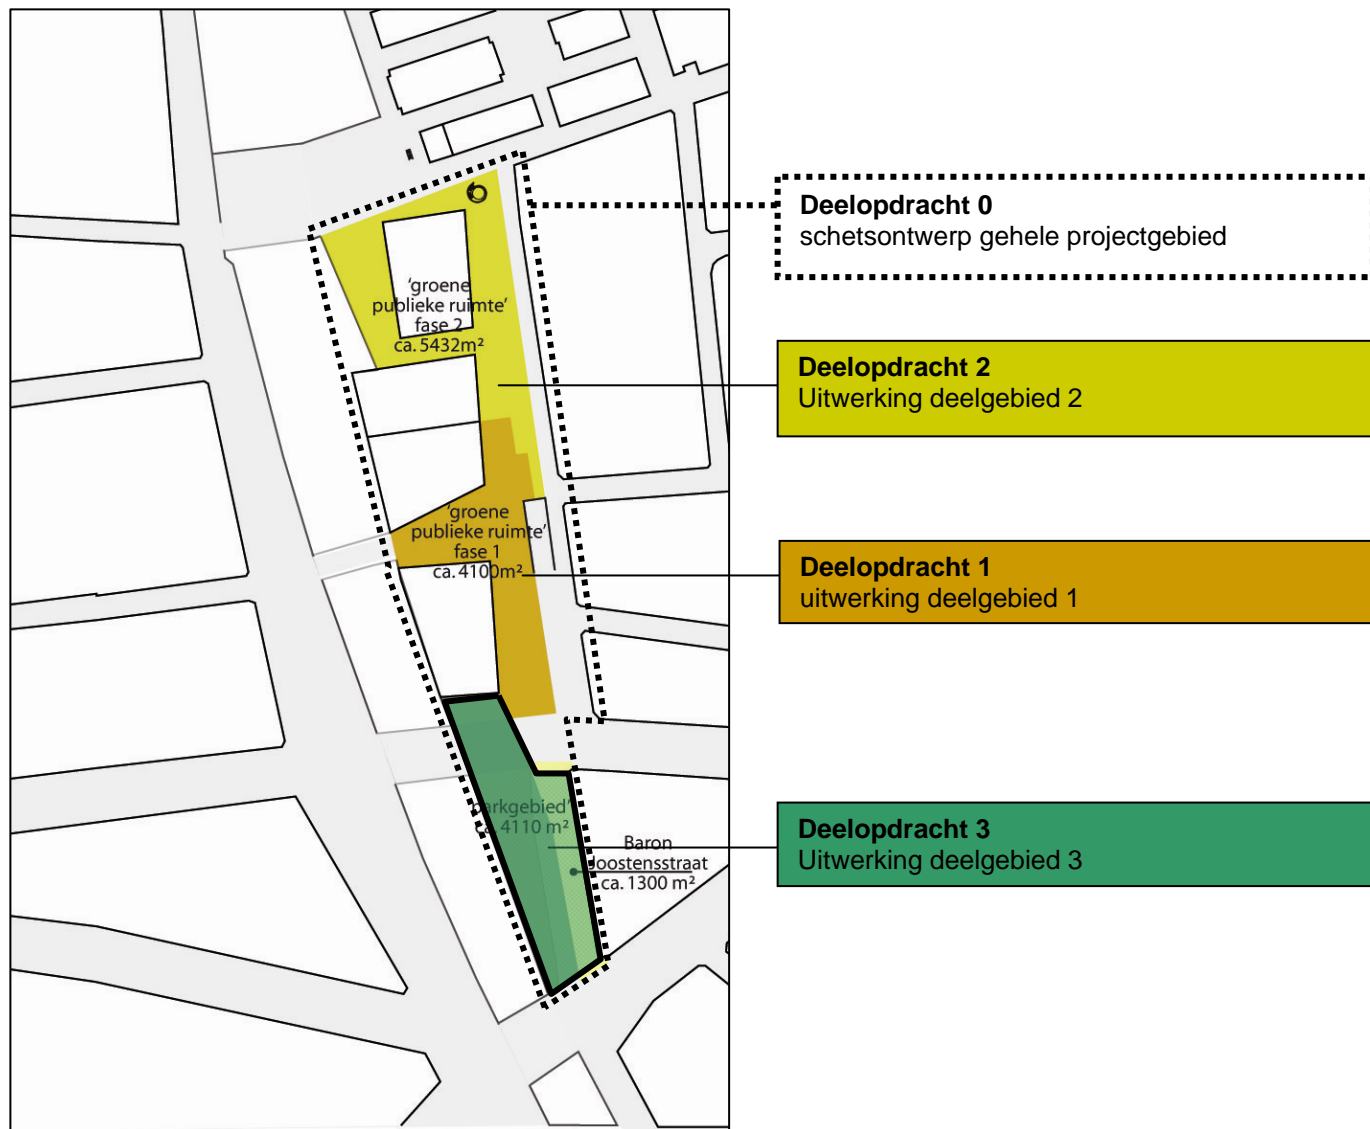 'groene
publieke ruimte'
fase 2
ca. 5432m²
'groene
publieke ruimte'
fase 1
ca. 4100m²
parkgebied'
ca. 4110 m²
Baron
Joostensstraat
ca. 1300 m²
Deelopdracht 0
schetsontwerp gehele projectgebied
Deelopdracht 2
Uitwerking deelgebied 2
Deelopdracht 1
uitwerking deelgebied 1
Deelopdracht 3
Uitwerking deelgebied 3